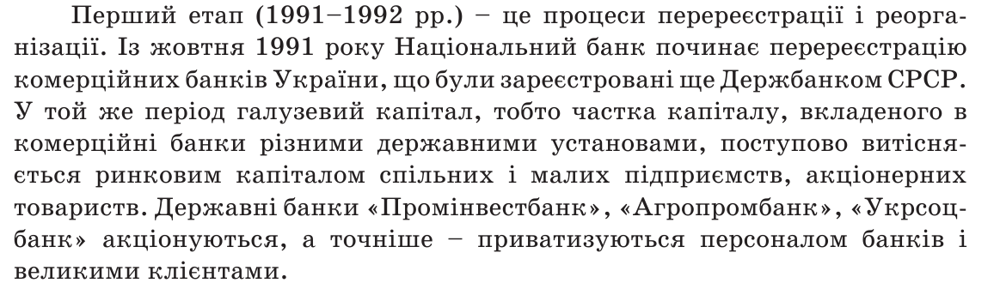 Перший етап (1991–1992 рр.) – це процеси перереєстрації і реорга-
нізації. Із жовтня 1991 року Національний банк починає перереєстрацію
комерційних банків України, що були зареєстровані ще Держбанком СРСР.
У той же період галузевий капітал, тобто частка капіталу, вкладеного в
комерційні банки різними державними установами, поступово витісня-
ється ринковим капіталом спільних і малих підприємств, акціонерних
товариств. Державні банки «Промінвестбанк», «Агропромбанк», «Укрсоц-
банк» акціонуються, а точніше – приватизуються персоналом банків і
великими клієнтами.